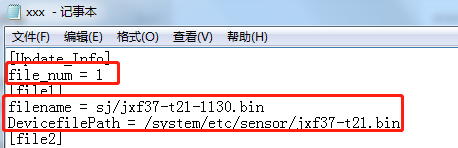 xxx - 记事本
文件(F) 编辑(E) 格式(O) 查看(V) 帮助(H)
[Update_Info]
file_num = 1
[file1]
filename = sj/jxf37-t21-1130.bin
DevicefilePath = /system/etc/sensor/jxf37-t21.bin
[file2]